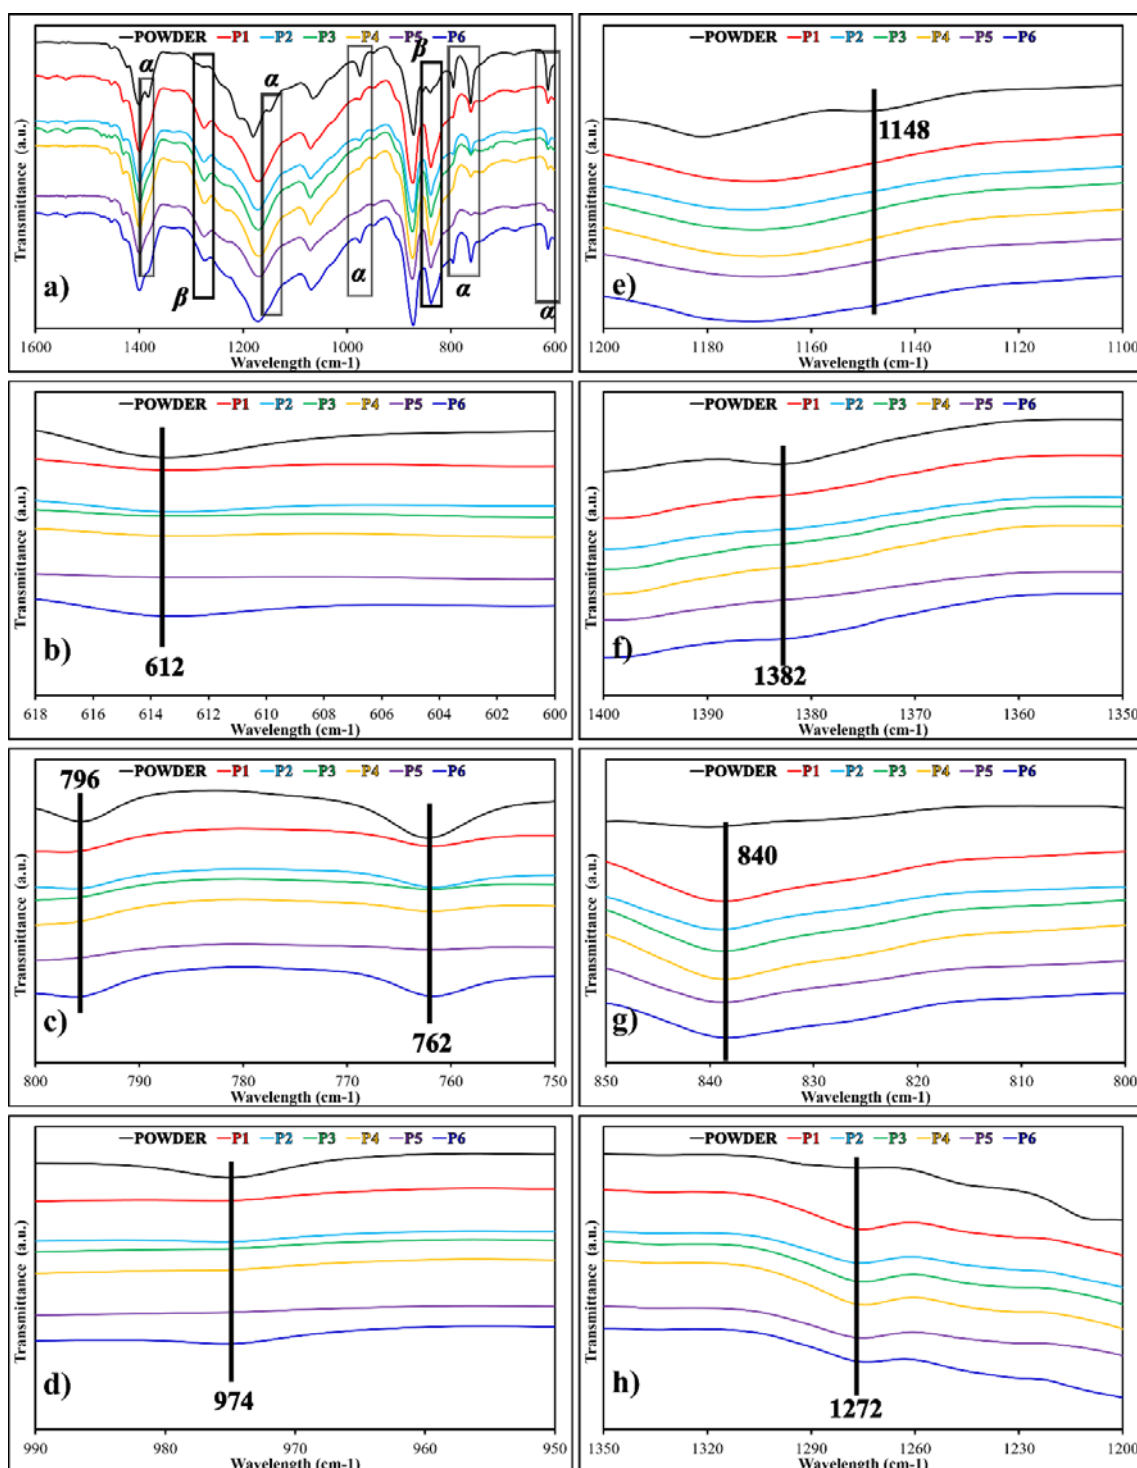 POWDER P1 P2 P3 P4 P5 P6
Transmittance (a.u.)
α
β
α
α
β
α
α
a)
1600 1400 1200 1000 800 600
Wavelength (cm-1)
POWDER P1 P2 P3 P4 P5 P6
Transmittance (a.u.)
1148
e)
1200 1180 1160 1140 1120 1100
Wavelength (cm-1)
POWDER P1 P2 P3 P4 P5 P6
Transmittance (a.u.)
b)
612
618 616 614 612 610 608 606 604 602 600
Wavelength (cm-1)
POWDER P1 P2 P3 P4 P5 P6
Transmittance (a.u.)
f)
1382
1400 1390 1380 1370 1360 1350
Wavelength (cm-1)
POWDER P1 P2 P3 P4 P5 P6
796
Transmittance (a.u.)
c)
762
800 790 780 770 760 750
Wavelength (cm-1)
POWDER P1 P2 P3 P4 P5 P6
Transmittance (a.u.)
840
g)
850 840 830 820 810 800
Wavelength (cm-1)
POWDER P1 P2 P3 P4 P5 P6
Transmittance (a.u.)
d)
974
990 980 970 960 950
Wavelength (cm-1)
POWDER P1 P2 P3 P4 P5 P6
Transmittance (a.u.)
h)
1272
1350 1320 1290 1260 1230 1200
Wavelength (cm-1)